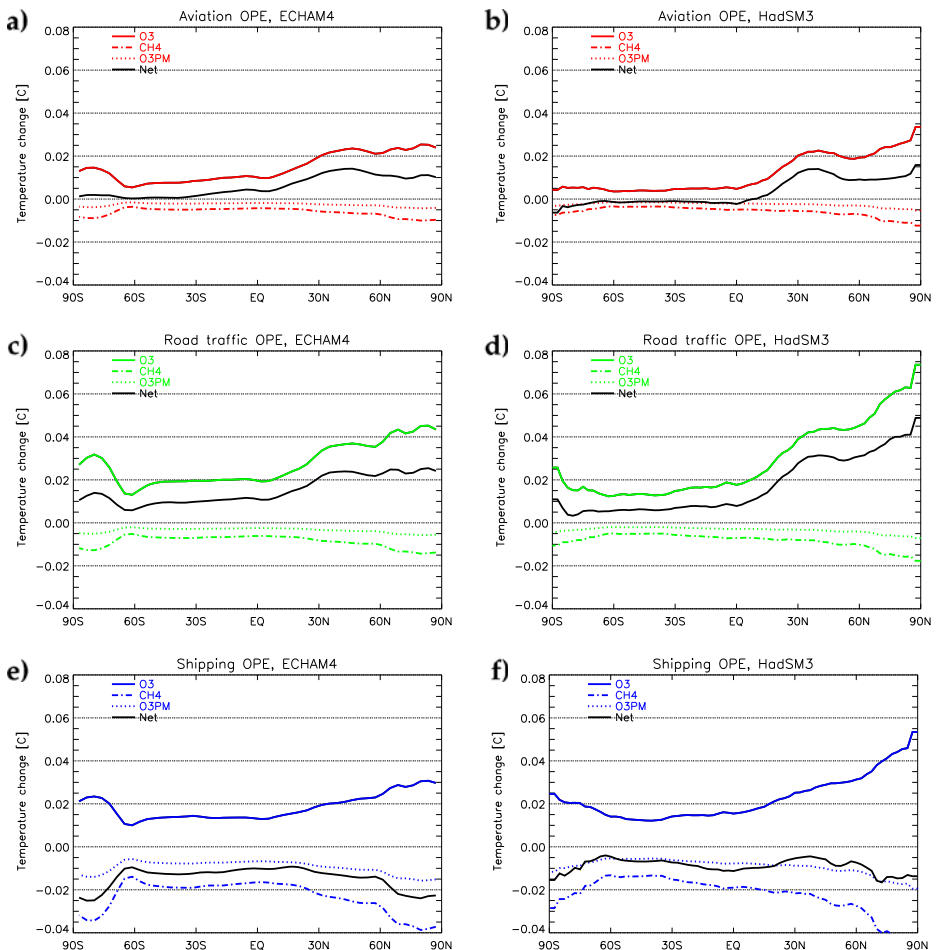 a)
Aviation OPE, ECHAM4
Temperature change [C]
0.08
0.06
0.04
0.02
0.00
−0.02
−0.04
O3
CH4
O3PM
Net
90S 60S 30S EQ 30N 60N 90N
b)
Aviation OPE, HadSM3
Temperature change [C]
0.08
0.06
0.04
0.02
0.00
−0.02
−0.04
O3
CH4
O3PM
Net
90S 60S 30S EQ 30N 60N 90N
c)
Road traffic OPE, ECHAM4
Temperature change [C]
0.08
0.06
0.04
0.02
0.00
−0.02
−0.04
O3
CH4
O3PM
Net
90S 60S 30S EQ 30N 60N 90N
d)
Road traffic OPE, HadSM3
Temperature change [C]
0.08
0.06
0.04
0.02
0.00
−0.02
−0.04
O3
CH4
O3PM
Net
90S 60S 30S EQ 30N 60N 90N
e)
Shipping OPE, ECHAM4
Temperature change [C]
0.08
0.06
0.04
0.02
0.00
−0.02
−0.04
O3
CH4
O3PM
Net
90S 60S 30S EQ 30N 60N 90N
f)
Shipping OPE, HadSM3
Temperature change [C]
0.08
0.06
0.04
0.02
0.00
−0.02
−0.04
O3
CH4
O3PM
Net
90S 60S 30S EQ 30N 60N 90N